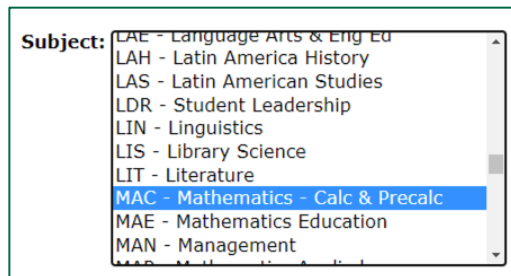 Subject:
LAE - Language Arts & Eng Ed
LAH - Latin America History
LAS - Latin American Studies
LDR - Student Leadership
LIN - Linguistics
LIS - Library Science
LIT - Literature
MAC - Mathematics - Calc & Precalc
MAE - Mathematics Education
MAN - Management